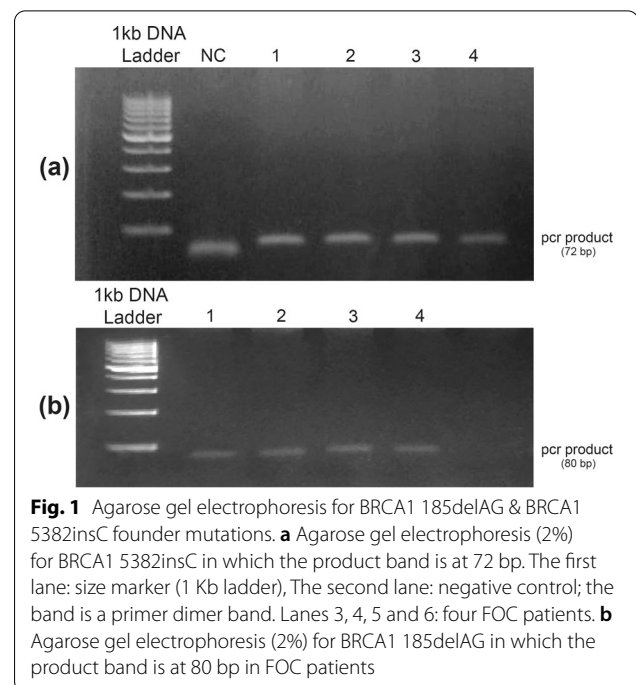 1kb DNA
Ladder NC 1 2 3 4
(a)
pcr product
(72 bp)
1kb DNA
Ladder 1 2 3 4
(b)
pcr product
(80 bp)
Fig. 1 Agarose gel electrophoresis for BRCA1 185delAG & BRCA1
5382insC founder mutations. a Agarose gel electrophoresis (2%)
for BRCA1 5382insC in which the product band is at 72 bp. The first
lane: size marker (1 Kb ladder), The second lane: negative control; the
band is a primer dimer band. Lanes 3, 4, 5 and 6: four FOC patients. b
Agarose gel electrophoresis (2%) for BRCA1 185delAG in which the
product band is at 80 bp in FOC patients